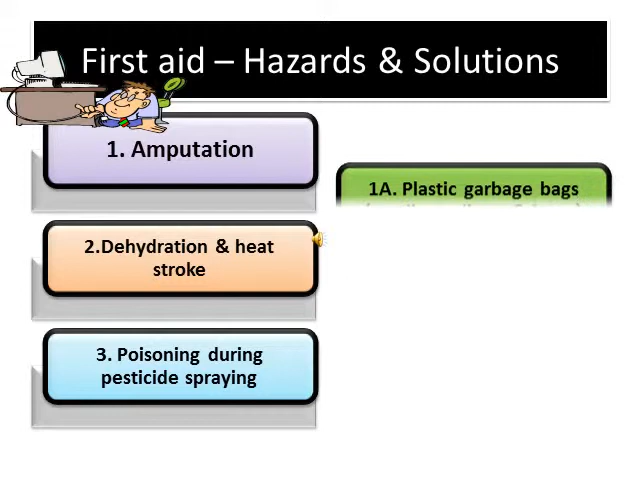 First aid – Hazards & Solutions
1. Amputation
1A. Plastic garbage bags
2.Dehydration & heat
stroke
3. Poisoning during
pesticide spraying